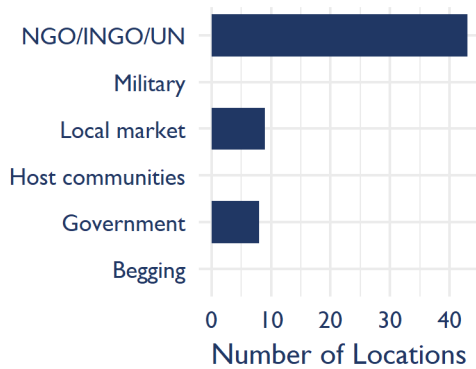 NGO/INGO/UN
Military
Local market
Host communities
Government
Begging
0 10 20 30 40
Number of Locations